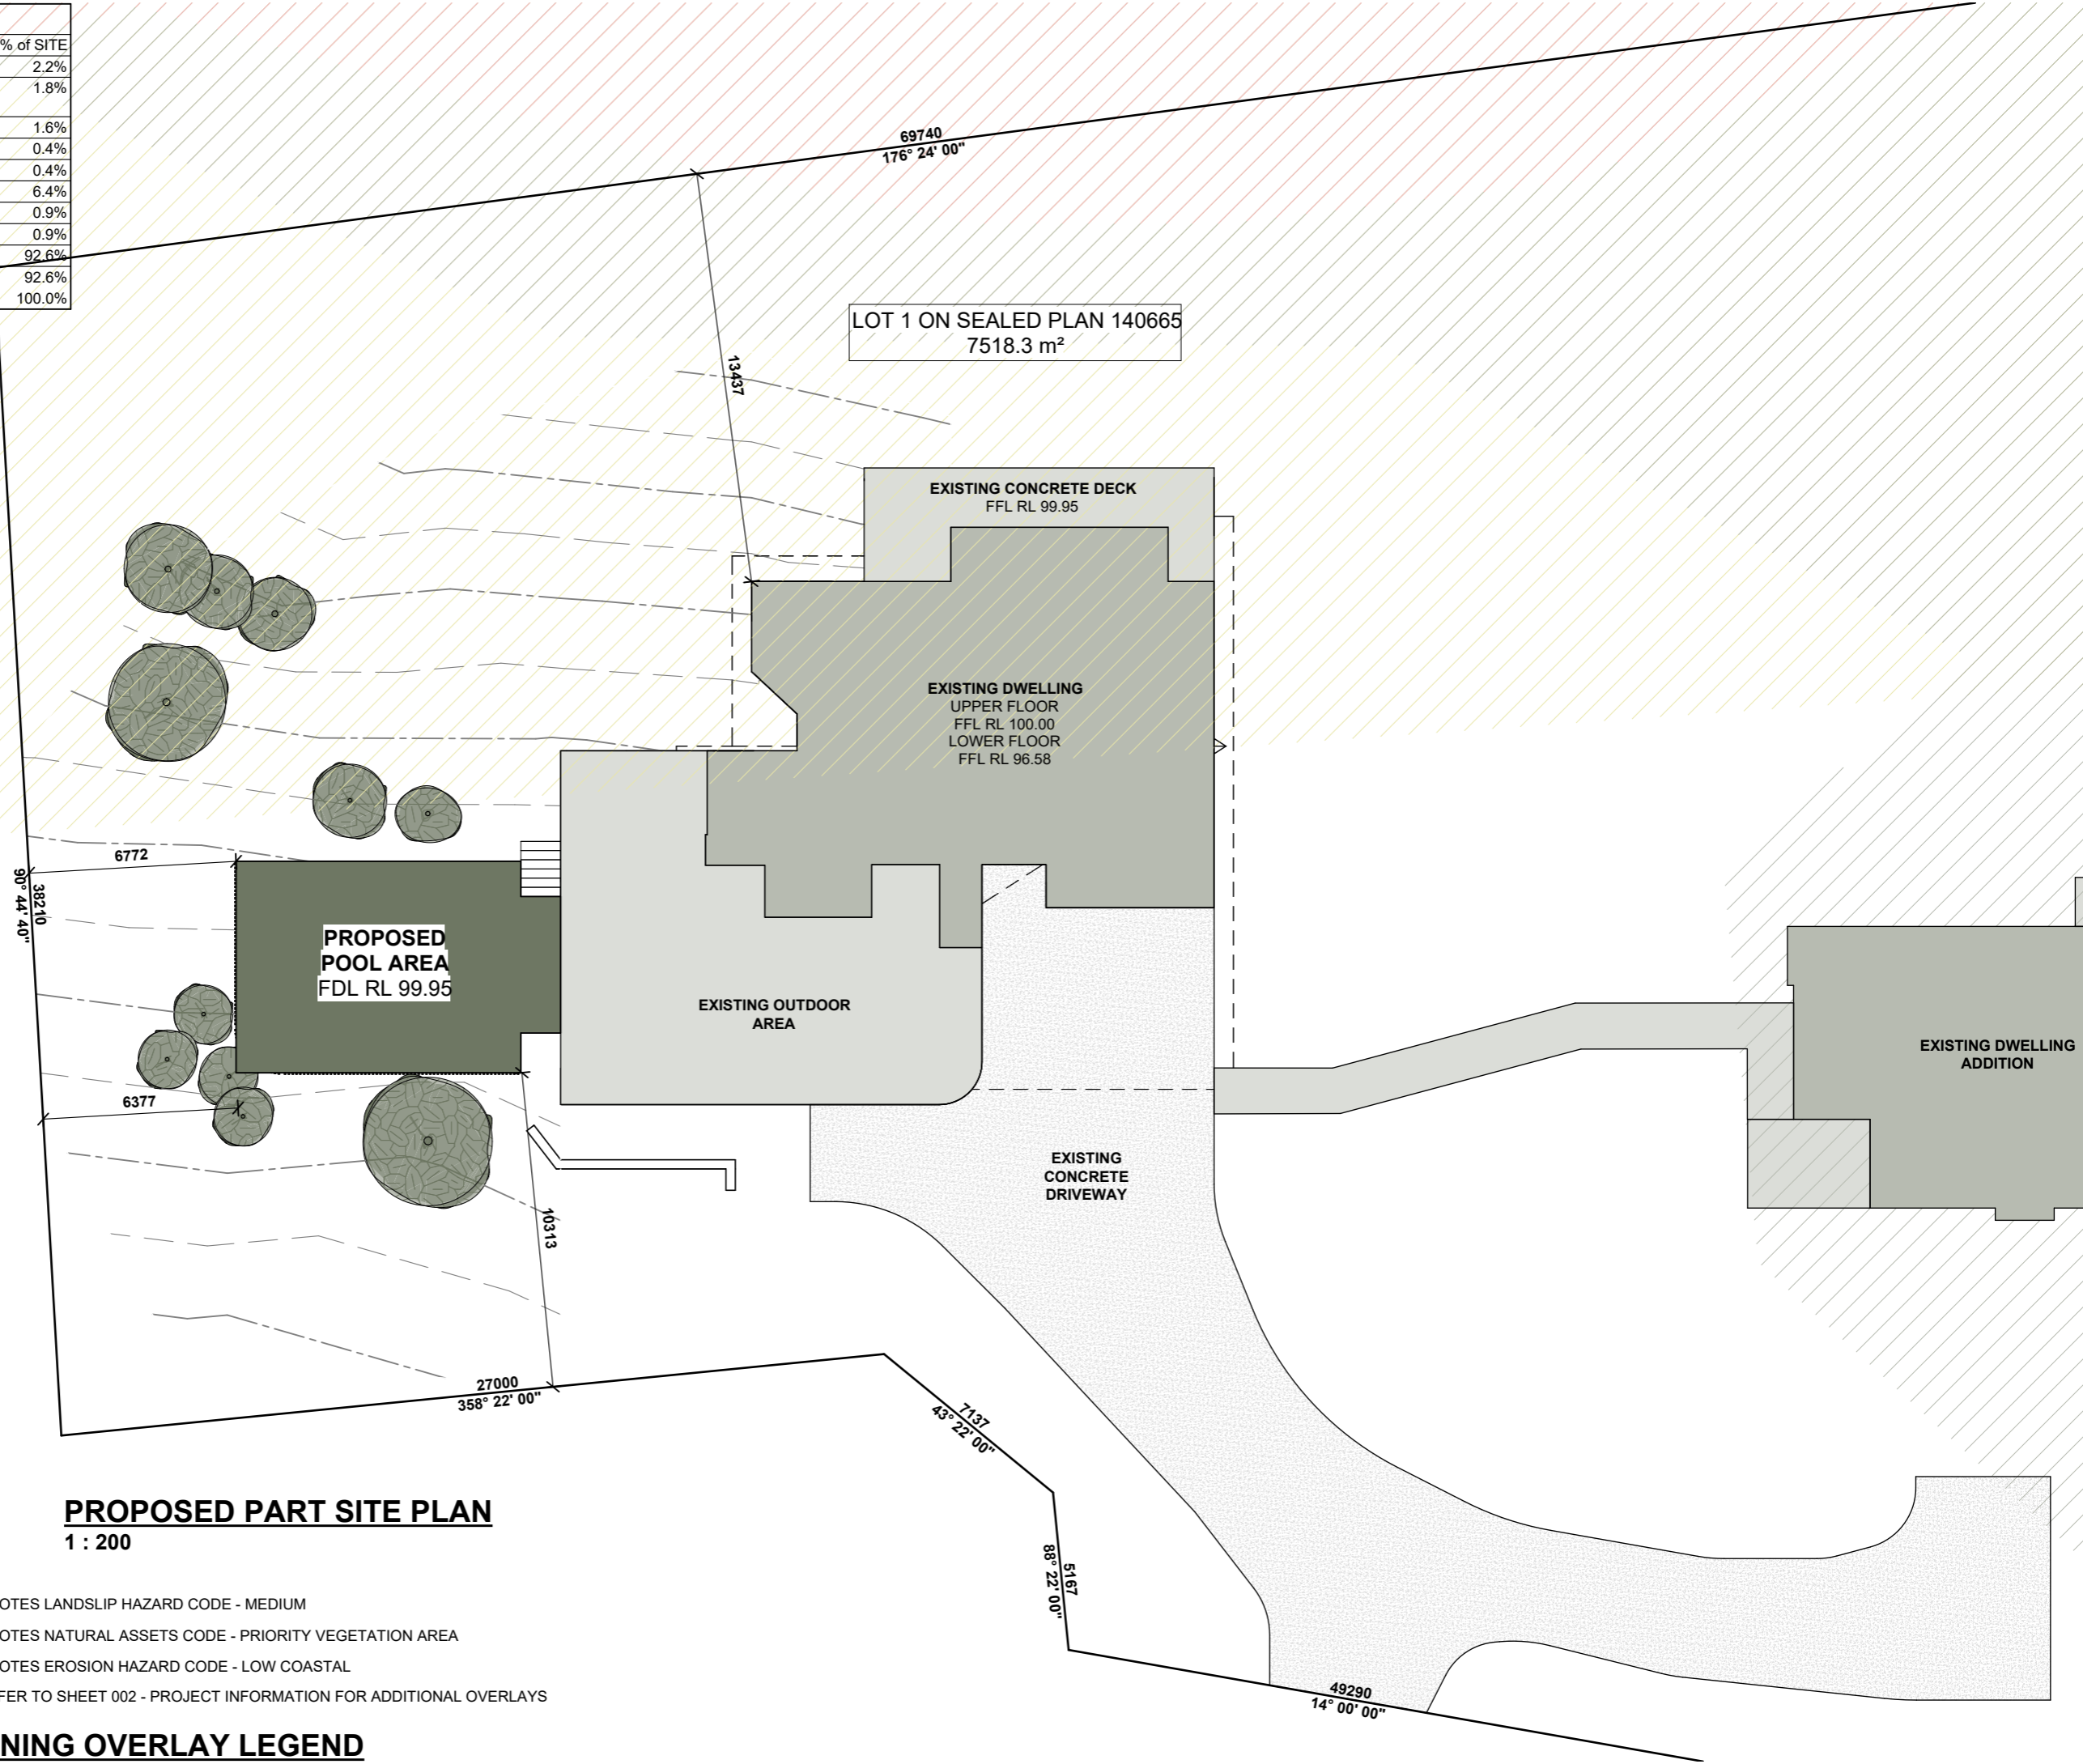 % of SITE
2.2%
1.8%
1.6%
0.4%
0.4%
6.4%
0.9%
0.9%
92.6%
92.6%
100.0%
69740
176° 24' 00"
LOT 1 ON SEALED PLAN 140665
7518.3 m²
13437
EXISTING CONCRETE DECK
FFL RL 99.95
EXISTING DWELLING
UPPER FLOOR
FFL RL 100.00
LOWER FLOOR
FFL RL 96.58
6772
38210
90° 44' 40"
PROPOSED
POOL AREA
FDL RL 99.95
EXISTING OUTDOOR
AREA
EXISTING DWELLING
ADDITION
6377
EXISTING
CONCRETE
DRIVEWAY
10313
27000
358° 22' 00"
7137
43° 22' 00"
5167
88° 22' 00"
49290
14° 00' 00"
PROPOSED PART SITE PLAN
1 : 200
OTES LANDSLIP HAZARD CODE - MEDIUM
OTES NATURAL ASSETS CODE - PRIORITY VEGETATION AREA
OTES EROSION HAZARD CODE - LOW COASTAL
FER TO SHEET 002 - PROJECT INFORMATION FOR ADDITIONAL OVERLAYS
NING OVERLAY LEGEND